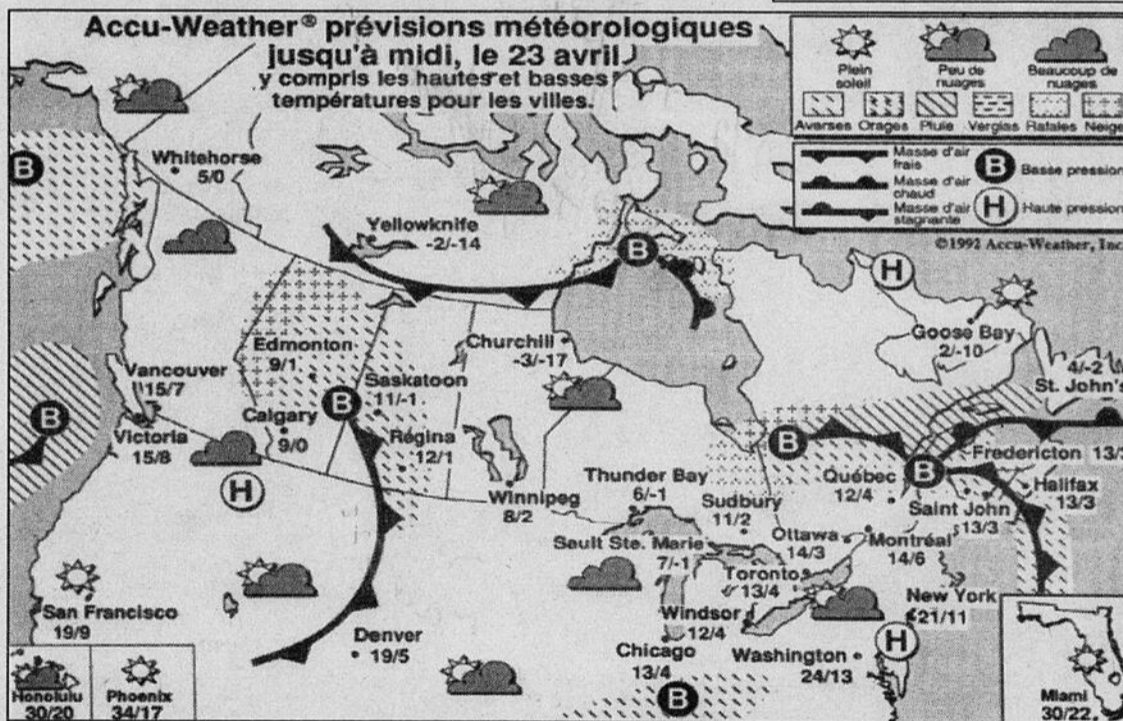 Accu-Weather® prévisions météorologiques
jusqu'à midi, le 23 avril
y compris les hautes et basses
températures pour les villes.
Plein
soleil
Peu de
nuages
Beaucoup de
nuages
Averses Orages Pluie Verglas Rafales Neige
Masse d'air
frais
Masse d'air
chaud
Masse d'air
stagnante
B Basse pression
H Haute pression
©1992 Accu-Weather, Inc.
B
Whitehorse
5/0
Yellowknife
-2/-14
B
H
Goose Bay
2/-10
4/-2
St. John's
Edmonton
9/1
Churchill
-3/-17
Vancouver
15/7
Saskatoon
11/-1
B
Calgary
9/0
B
Victoria
15/8
Régina
12/1
H
Winnipeg
8/2
Thunder Bay
6/-1
Sudbury
11/2
B
Québec
12/4
B
Fredericton 13/3
Halifax
13/3
Saint John
13/3
Sault Ste. Marie
7/-1
Ottawa
14/3
Montréal
14/6
Toronto
13/4
Windsor
12/4
New York
21/11
San Francisco
19/9
Denver
19/5
Chicago
13/4
Washington
24/13
H
B
Honolulu
30/20
Phoenix
34/17
Miami
30/22